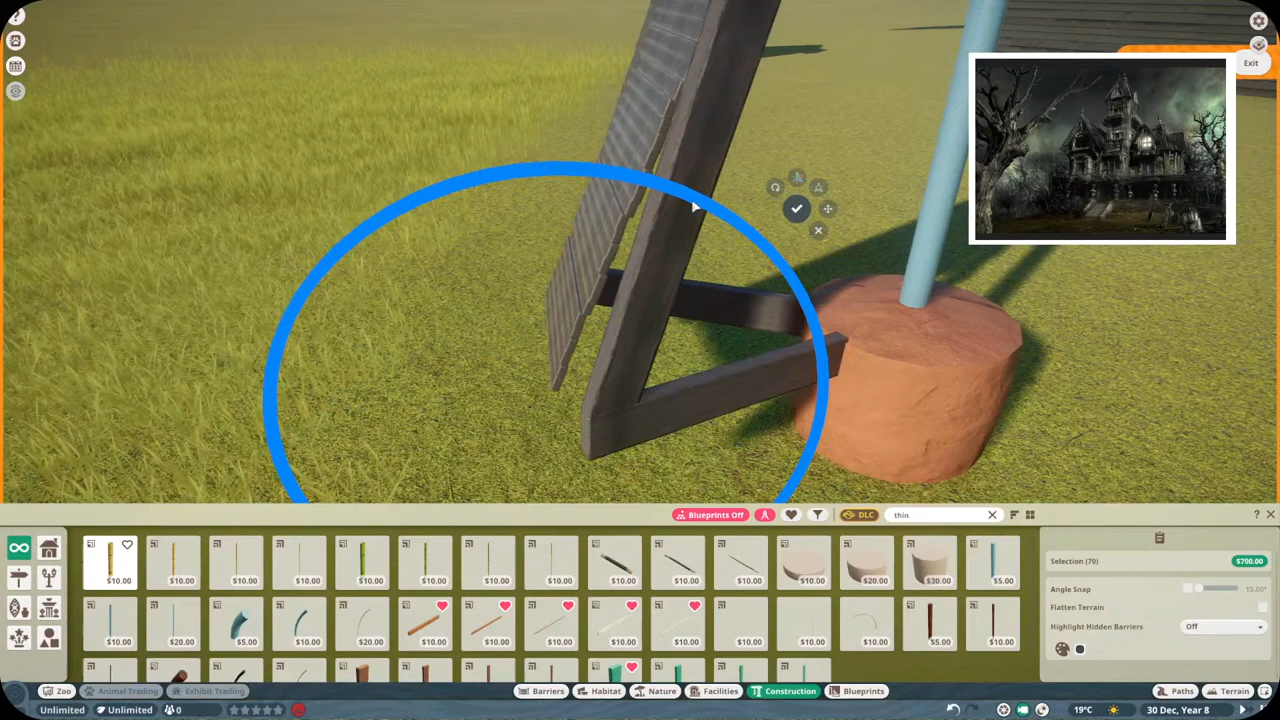 Exit
Blueprints Off
DLC
thin
?
$10.00 $10.00 $10.00 $10.00 $10.00 $10.00 $10.00 $10.00 $10.00 $10.00 $10.00 $10.00 $20.00 $30.00 $5.00
$10.00 $20.00 $5.00 $10.00 $20.00 $10.00 $10.00 $10.00 $10.00 $10.00 $10.00 $10.00 $10.00 $5.00 $10.00
Selection (70) $700.00
Angle Snap 15.00°
Flatten Terrain
Highlight Hidden Barriers Off
Zoo Animal Trading Exhibit Trading Barriers Habitat Nature Facilities Construction Blueprints Paths Terrain
Unlimited Unlimited 0 19°C 30 Dec, Year 8